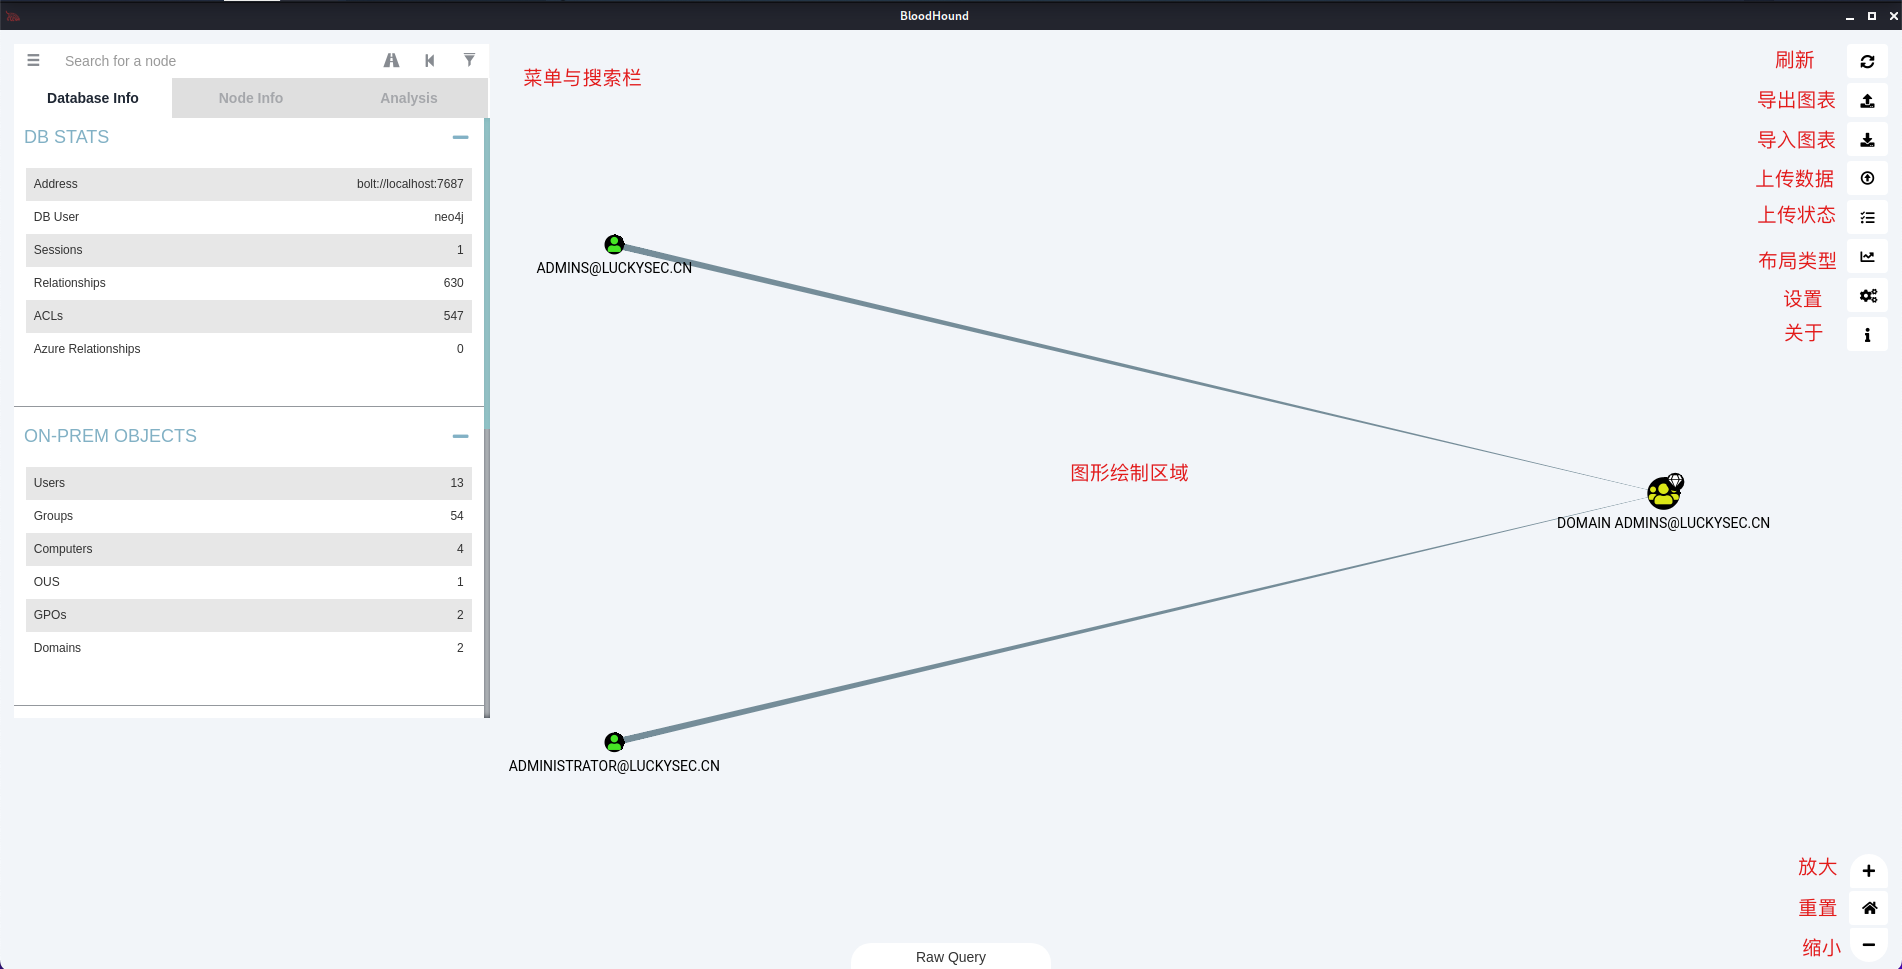 BloodHound
Search for a node
菜单与搜索栏
Database Info Node Info Analysis
DB STATS
Address bolt://localhost:7687
DB User neo4j
Sessions 1
Relationships 630
ACLs 547
Azure Relationships 0
ON-PREM OBJECTS
Users 13
Groups 54
Computers 4
OUS 1
GPOs 2
Domains 2
ADMINS@LUCKYSEC.CN
图形绘制区域
DOMAIN ADMINS@LUCKYSEC.CN
ADMINISTRATOR@LUCKYSEC.CN
刷新
导出图表
导入图表
上传数据
上传状态
布局类型
设置
关于
放大
重置
缩小
Raw Query